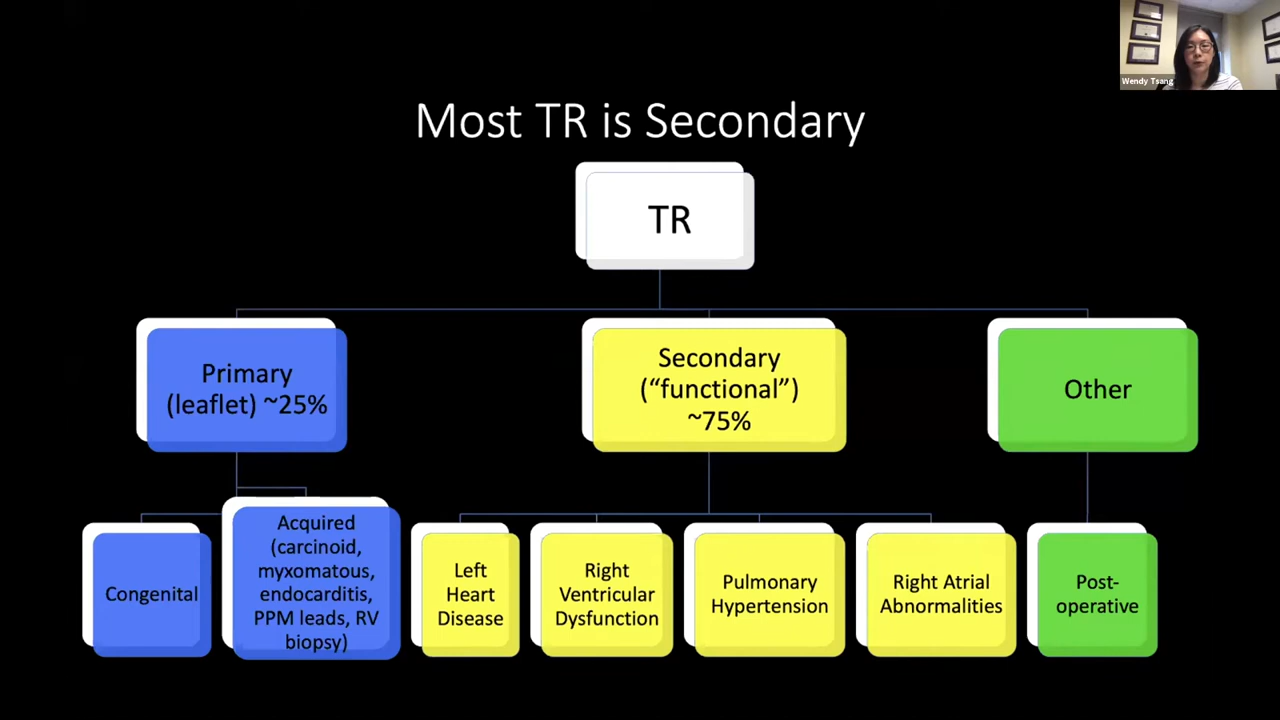 Wendy Tsang
Most TR is Secondary
TR
Primary
(leaflet) ~25%
Secondary
(“functional”)
~75%
Other
Congenital
Acquired
(carcinoid,
myxomatous,
endocarditis,
PPM leads, RV
biopsy)
Left
Heart
Disease
Right
Ventricular
Dysfunction
Pulmonary
Hypertension
Right Atrial
Abnormalities
Post-
operative